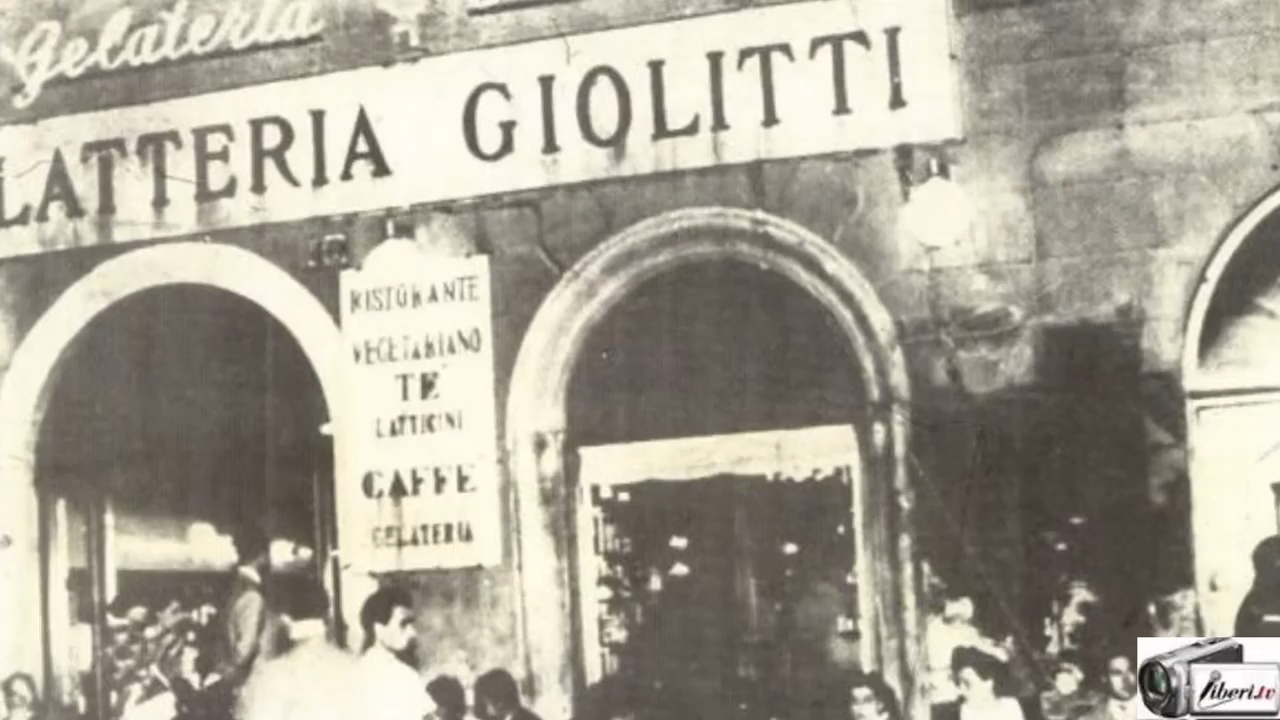 Gelateria
LATTERIA GIOLITTI
RISTORANTE
VEGETARIANO
TE
LATTICINI
CAFFE
GELATERIA
liberi.tv